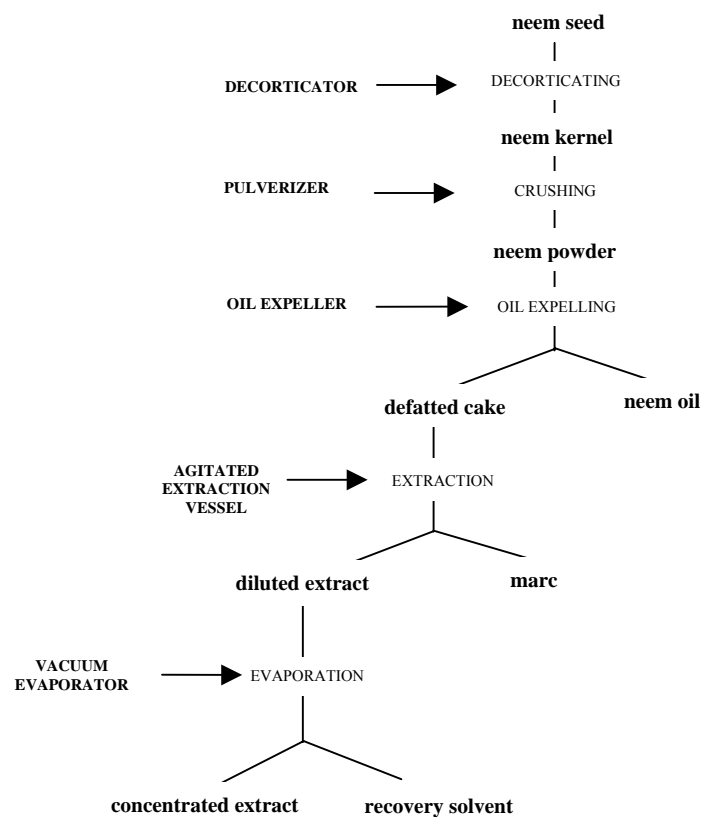 neem seed
DECORTICATOR
DECORTICATING
neem kernel
PULVERIZER
CRUSHING
neem powder
OIL EXPELLER
OIL EXPELLING
defatted cake
neem oil
AGITATED
EXTRACTION
VESSEL
EXTRACTION
diluted extract
marc
VACUUM
EVAPORATOR
EVAPORATION
concentrated extract
recovery solvent